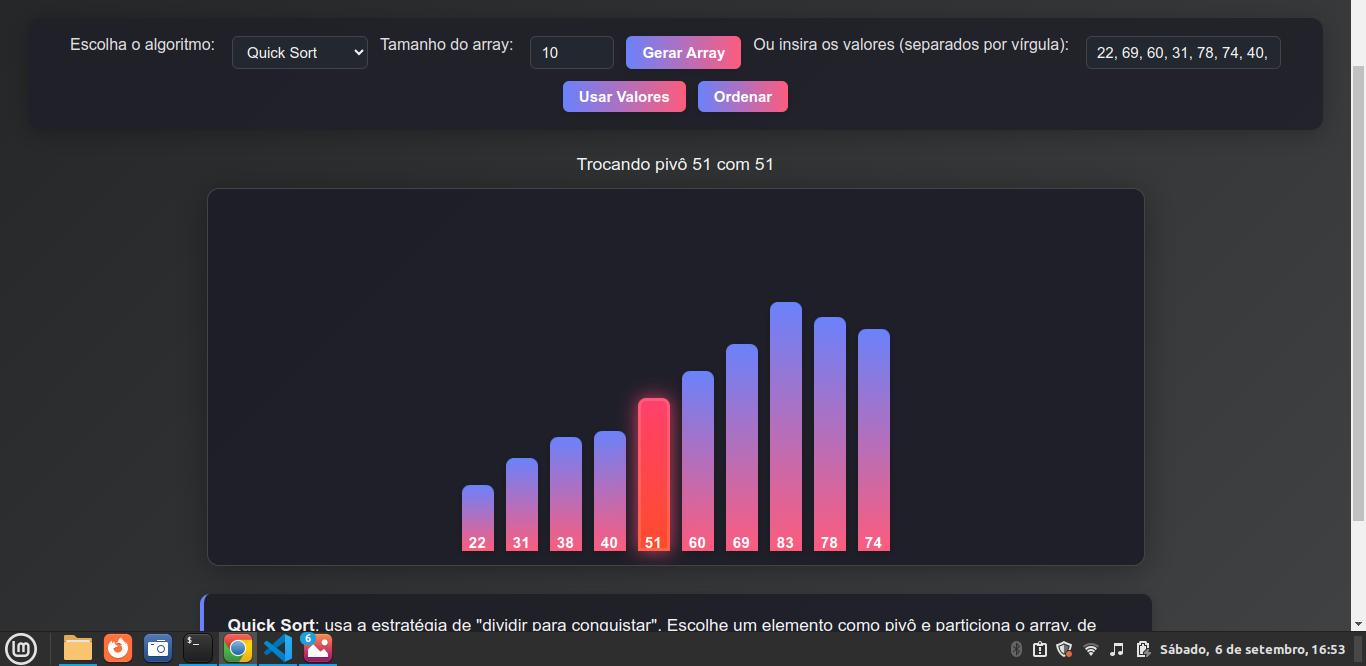 Escolha o algoritmo: Quick Sort Tamanho do array: 10 Gerar Array Ou insira os valores (separados por vírgula): 22, 69, 60, 31, 78, 74, 40,
Usar Valores Ordenar
Trocando pivô 51 com 51
22 31 38 40 51 60 69 83 78 74
Quick Sort: usa a estratégia de "dividir para conquistar". Escolhe um elemento como pivô e particiona o array, de
6
Sábado, 6 de setembro, 16:53